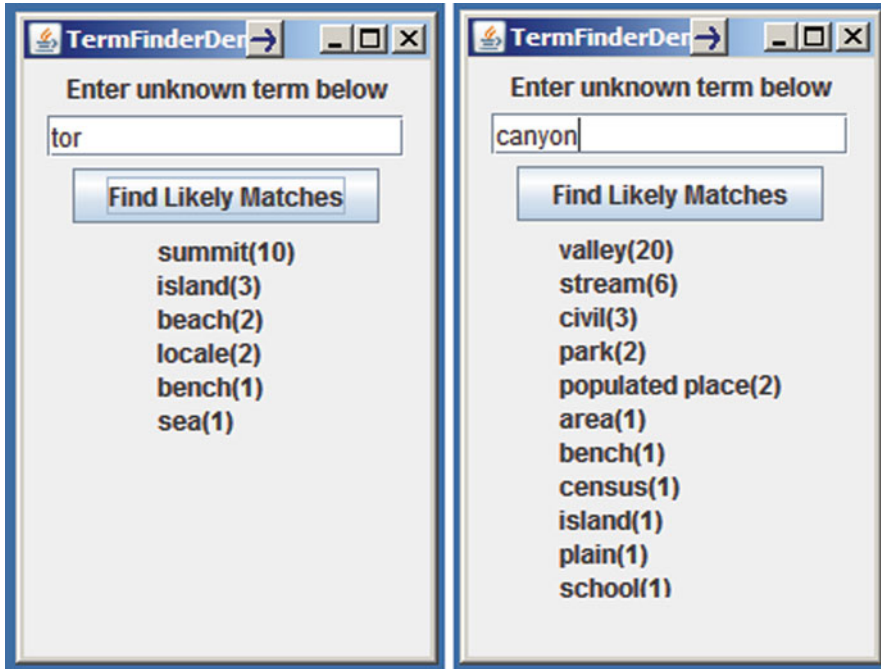 TermFinderDer
Enter unknown term below
tor
Find Likely Matches
summit(10)
island(3)
beach(2)
locale(2)
bench(1)
sea(1)
TermFinderDer
Enter unknown term below
canyon
Find Likely Matches
valley(20)
stream(6)
civil(3)
park(2)
populated place(2)
area(1)
bench(1)
census(1)
island(1)
plain(1)
school(1)